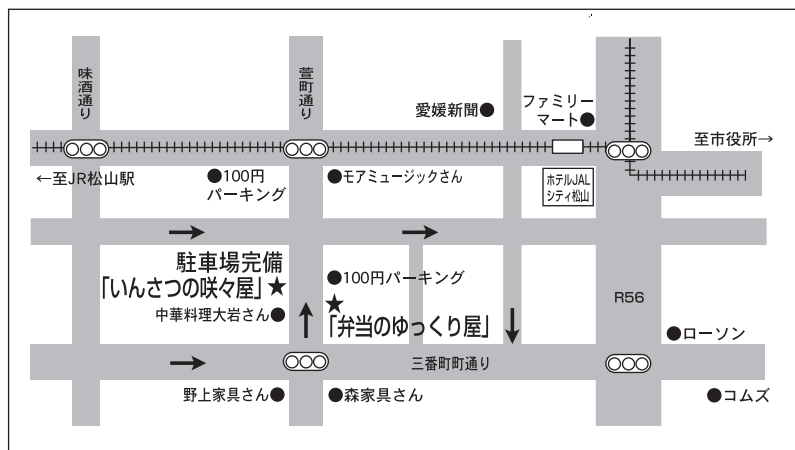 味酒通り
萱町通り
愛媛新聞●
ファミリー
マート●
至市役所→
←至JR松山駅
●100円
パーキング
●モアミュージックさん
ホテルJAL
シティ松山
駐車場完備
「いんさつの咲々屋」★
中華料理大岩さん●
●100円パーキング
★
「弁当のゆっくり屋」
R56
●ローソン
三番町町通り
野上家具さん●
●森家具さん
●コムズ